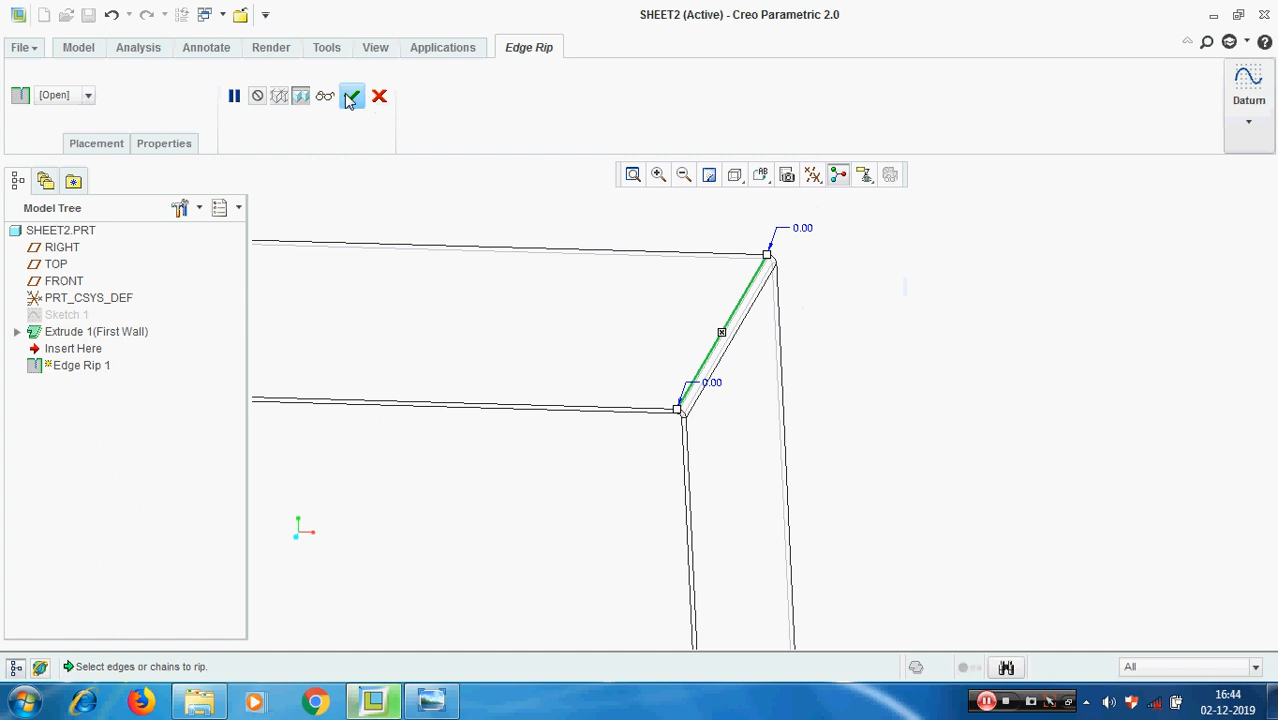 SHEET2 (Active) - Creo Parametric 2.0
File Model Analysis Annotate Render Tools View Applications Edge Rip
[Open]
Datum
Placement Properties
Model Tree
SHEET2.PRT
RIGHT
TOP
FRONT
PRT_CSYS_DEF
Sketch 1
Extrude 1(First Wall)
Insert Here
Edge Rip 1
0.00
0.00
Select edges or chains to rip.
All
16:44
02-12-2019